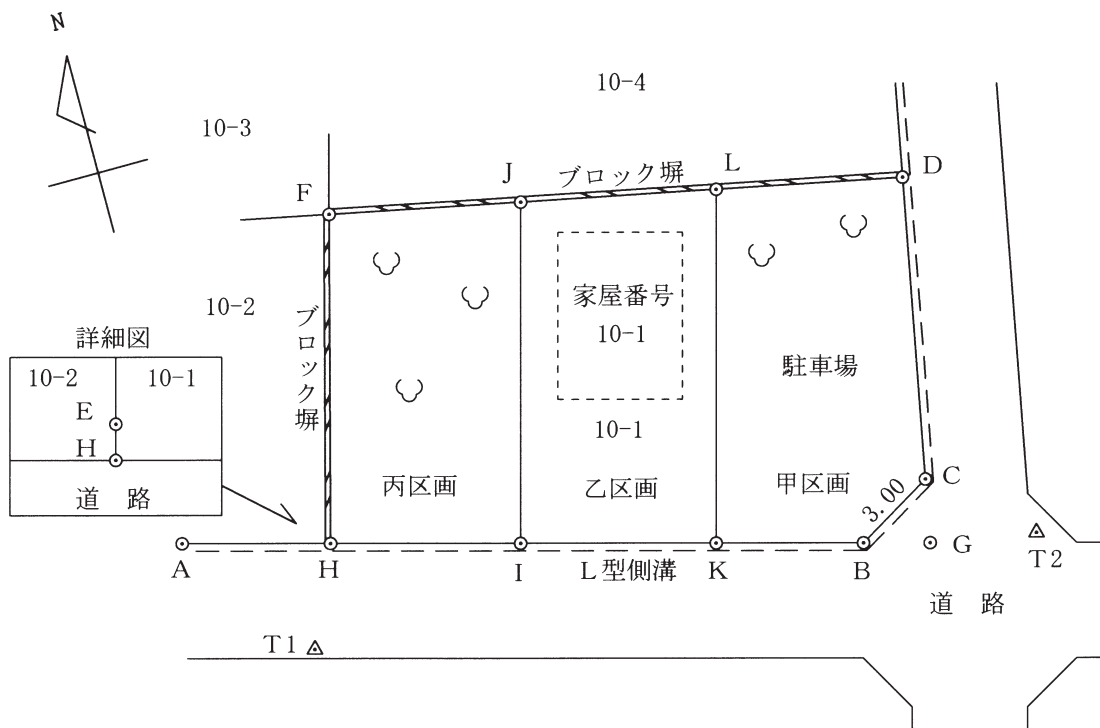 N
10-4
10-3
F
J
ブロック塀
L
D
10-2
ブロック塀
家屋番号
10-1
駐車場
10-1
丙区画
乙区画
甲区画
3.00
C
詳細図
10-2
10-1
E
H
道 路
A
H
I
L型側溝
K
B
G
T2
道 路
T1